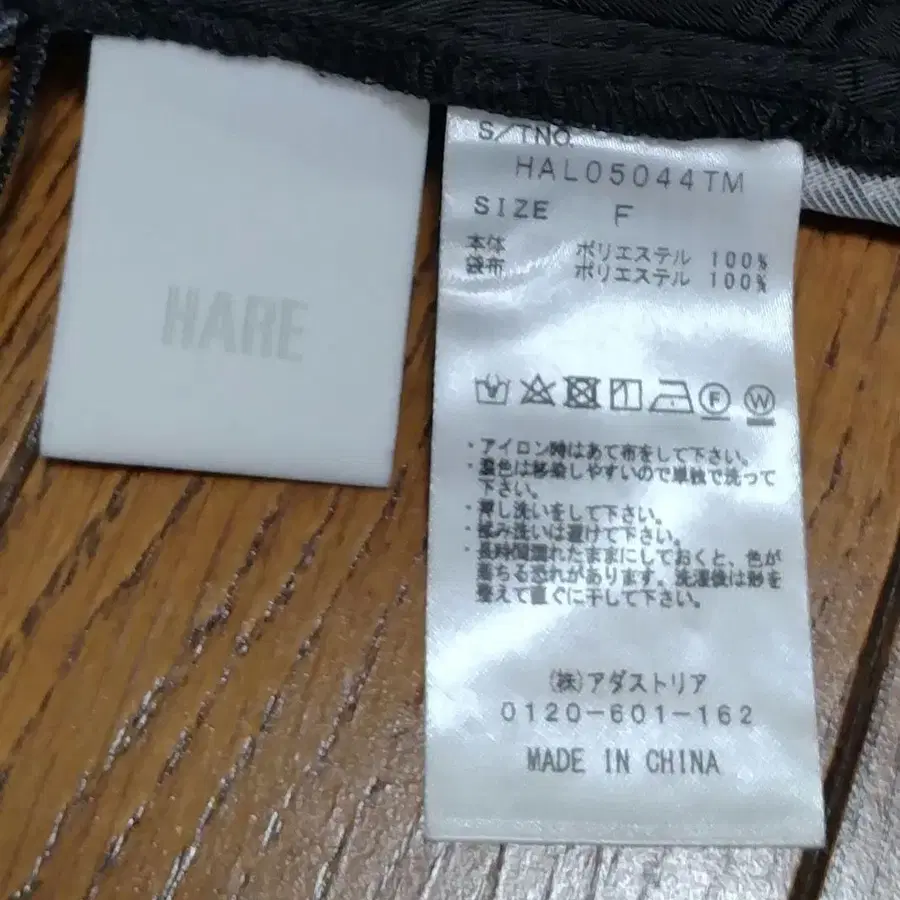 HARE
S/TNO.
HAL05044TM
SIZE F
本体 ポリエステル 100%
袋布 ポリエステル 100%
F W
・アイロン時はあて布をして下さい。
・濃色は移染しやすいので単独で洗って
下さい。
・押し洗いをして下さい。
・揉み洗いは避けて下さい。
・長時間濡れたままにしておくと、色が
落ちる恐れがあります。洗濯後は形を
整えて直ぐに干して下さい。
(株)アダストリア
0120-601-162
MADE IN CHINA